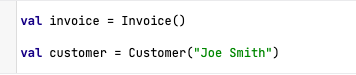 val invoice = Invoice()
val customer = Customer("Joe Smith")